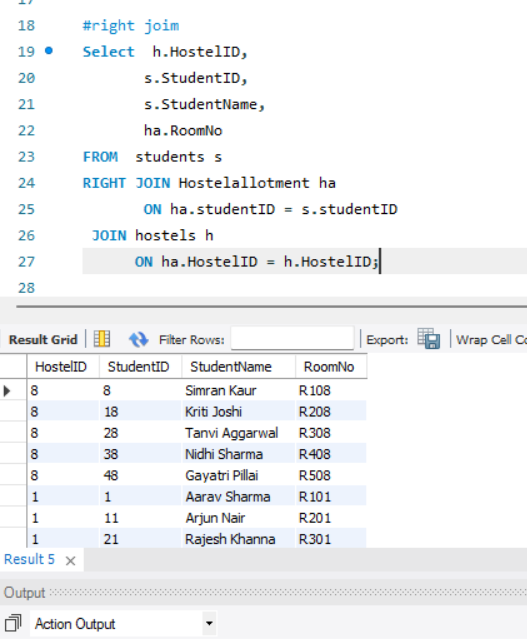 17
18 #right joim
19 Select h.HostelID,
20 s.StudentID,
21 s.StudentName,
22 ha.RoomNo
23 FROM students s
24 RIGHT JOIN Hostelallotment ha
25 ON ha.studentID = s.studentID
26 JOIN hostels h
27 ON ha.HostelID = h.HostelID;
28
Result Grid Filter Rows: Export: Wrap Cell
HostelID StudentID StudentName RoomNo
8 8 Simran Kaur R108
8 18 Kriti Joshi R208
8 28 Tanvi Aggarwal R308
8 38 Nidhi Sharma R408
8 48 Gayatri Pillai R508
1 1 Aarav Sharma R101
1 11 Arjun Nair R201
1 21 Rajesh Khanna R301
Result 5
Output
Action Output